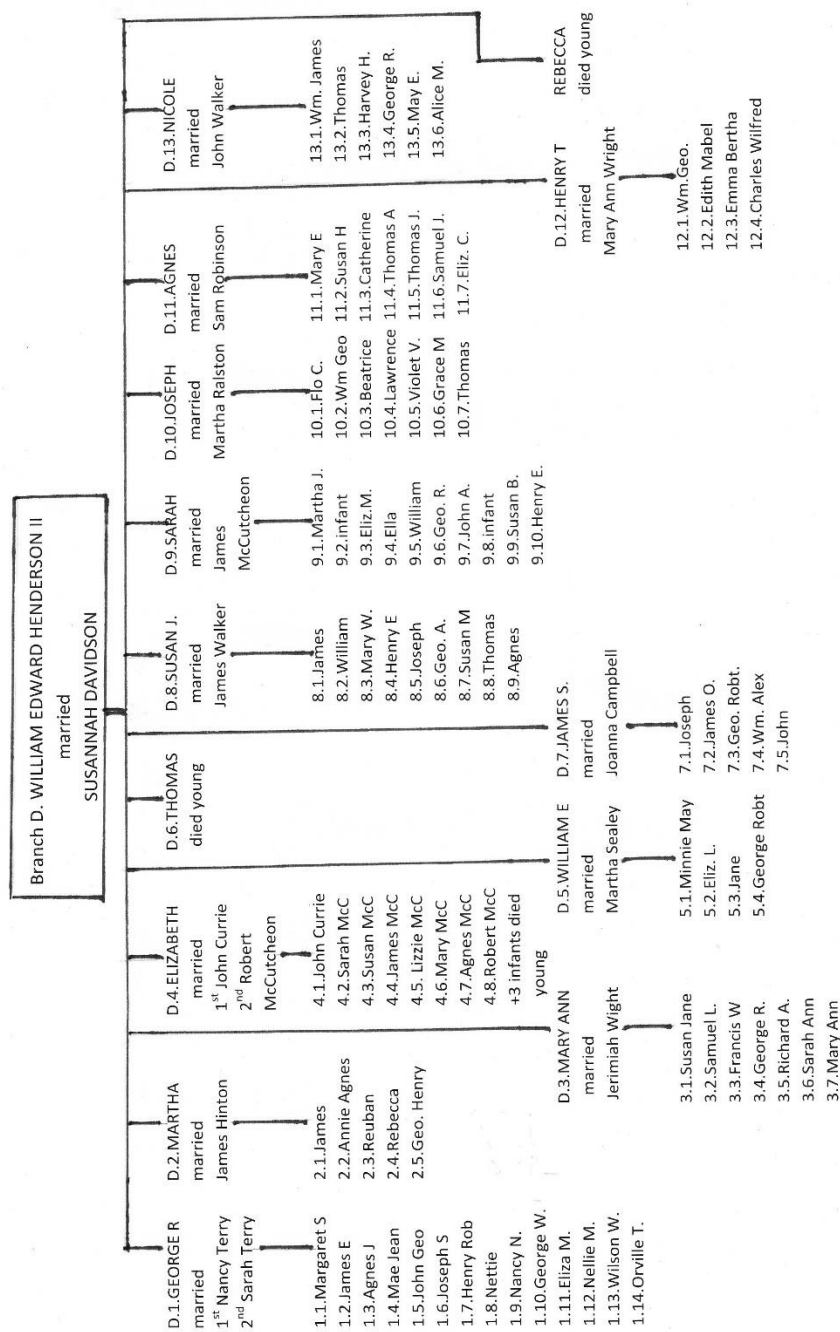 Branch D. WILLIAM EDWARD HENDERSON II
married
SUSANNAH DAVIDSON
D.1.GEORGE R
married
1st Nancy Terry
2nd Sarah Terry
1.1.Margaret S
1.2.James E
1.3.Agnes J
1.4.Mae Jean
1.5.John Geo
1.6.Joseph S
1.7.Henry Rob
1.8.Nettie
1.9.Nancy N.
1.10.George W.
1.11.Eliza M.
1.12.Nellie M.
1.13.Wilson W.
1.14.Orville T.
D.2.MARTHA
married
James Hinton
2.1.James
2.2.Annie Agnes
2.3.Reuban
2.4.Rebecca
2.5.Geo. Henry
D.3.MARY ANN
married
Jerimiah Wight
3.1.Susan Jane
3.2.Samuel L.
3.3.Francis W
3.4.George R.
3.5.Richard A.
3.6.Sarah Ann
3.7.Mary Ann
D.4.ELIZABETH
married
1st John Currie
2nd Robert
McCutcheon
4.1.John Currie
4.2.Sarah McC
4.3.Susan McC
4.4.James McC
4.5. Lizzie McC
4.6.Mary McC
4.7.Agnes McC
4.8.Robert McC
+3 infants died
young
D.5.WILLIAM E
married
Martha Sealey
5.1.Minnie May
5.2.Eliz. L.
5.3.Jane
5.4.George Robt
D.6.THOMAS
died young
D.7.JAMES S.
married
Joanna Campbell
7.1.Joseph
7.2.James O.
7.3.Geo. Robt.
7.4.Wm. Alex
7.5.John
D.8.SUSAN J.
married
James Walker
8.1.James
8.2.William
8.3.Mary W.
8.4.Henry E
8.5.Joseph
8.6.Geo. A.
8.7.Susan M
8.8.Thomas
8.9.Agnes
D.9.SARAH
married
James
McCutcheon
9.1.Martha J.
9.2.infant
9.3.Eliz.M.
9.4.Ella
9.5.William
9.6.Geo. R.
9.7.John A.
9.8.infant
9.9.Susan B.
9.10.Henry E.
D.10.JOSEPH
married
Martha Ralston
10.1.Flo C.
10.2.Wm Geo
10.3.Beatrice
10.4.Lawrence
10.5.Violet V.
10.6.Grace M
10.7.Thomas
D.11.AGNES
married
Sam Robinson
11.1.Mary E
11.2.Susan H
11.3.Catherine
11.4.Thomas A
11.5.Thomas J.
11.6.Samuel J.
11.7.Eliz. C.
D.12.HENRY T
married
Mary Ann Wright
12.1.Wm.Geo.
12.2.Edith Mabel
12.3.Emma Bertha
12.4.Charles Wilfred
D.13.NICOLE
married
John Walker
13.1.Wm. James
13.2.Thomas
13.3.Harvey H.
13.4.George R.
13.5.May E.
13.6.Alice M.
REBECCA
died young